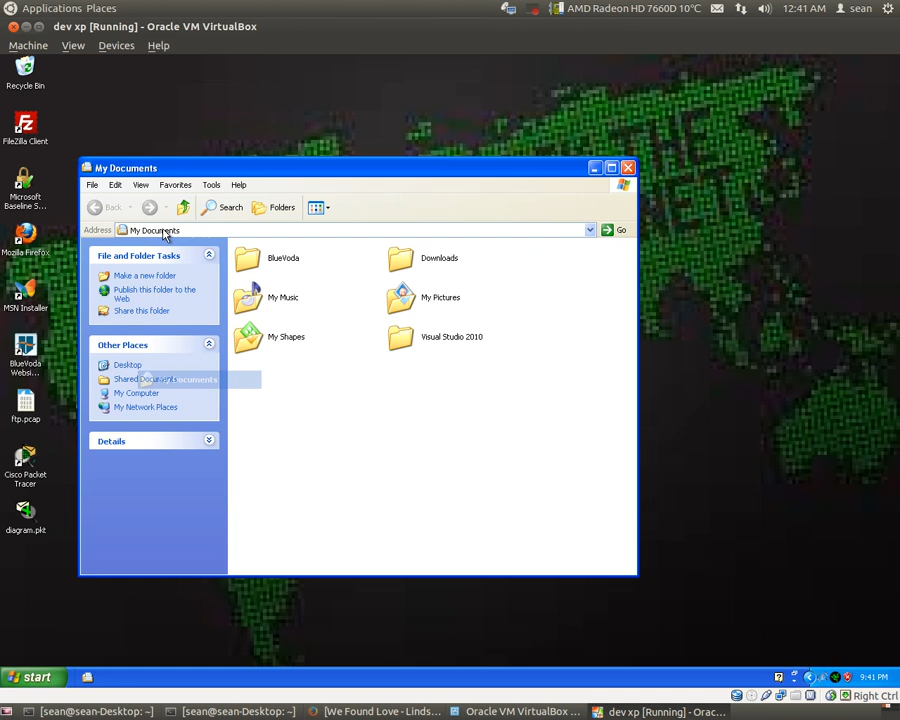 Applications Places
AMD Radeon HD 7660D 10°C
12:41 AM
sean
dev xp [Running] - Oracle VM VirtualBox
Machine View Devices Help
Recycle Bin
FileZilla Client
Microsoft
Baseline S...
Mozilla Firefox
MSN Installer
BlueVoda
Websi...
ftp.pcap
Cisco Packet
Tracer
diagram.pkt
My Documents
File Edit View Favorites Tools Help
Back Search Folders
Address My Documents Go
File and Folder Tasks
Make a new folder
Publish this folder to the
Web
Share this folder
Other Places
Desktop
Shared Documents
My Computer
My Network Places
Details
BlueVoda Downloads
My Music My Pictures
My Shapes Visual Studio 2010
start
9:41 PM
Right Ctrl
[sean@sean-Desktop: ~] [sean@sean-Desktop: ~] [We Found Love - Linds... Oracle VM VirtualBox ... dev xp [Running] - Orac...